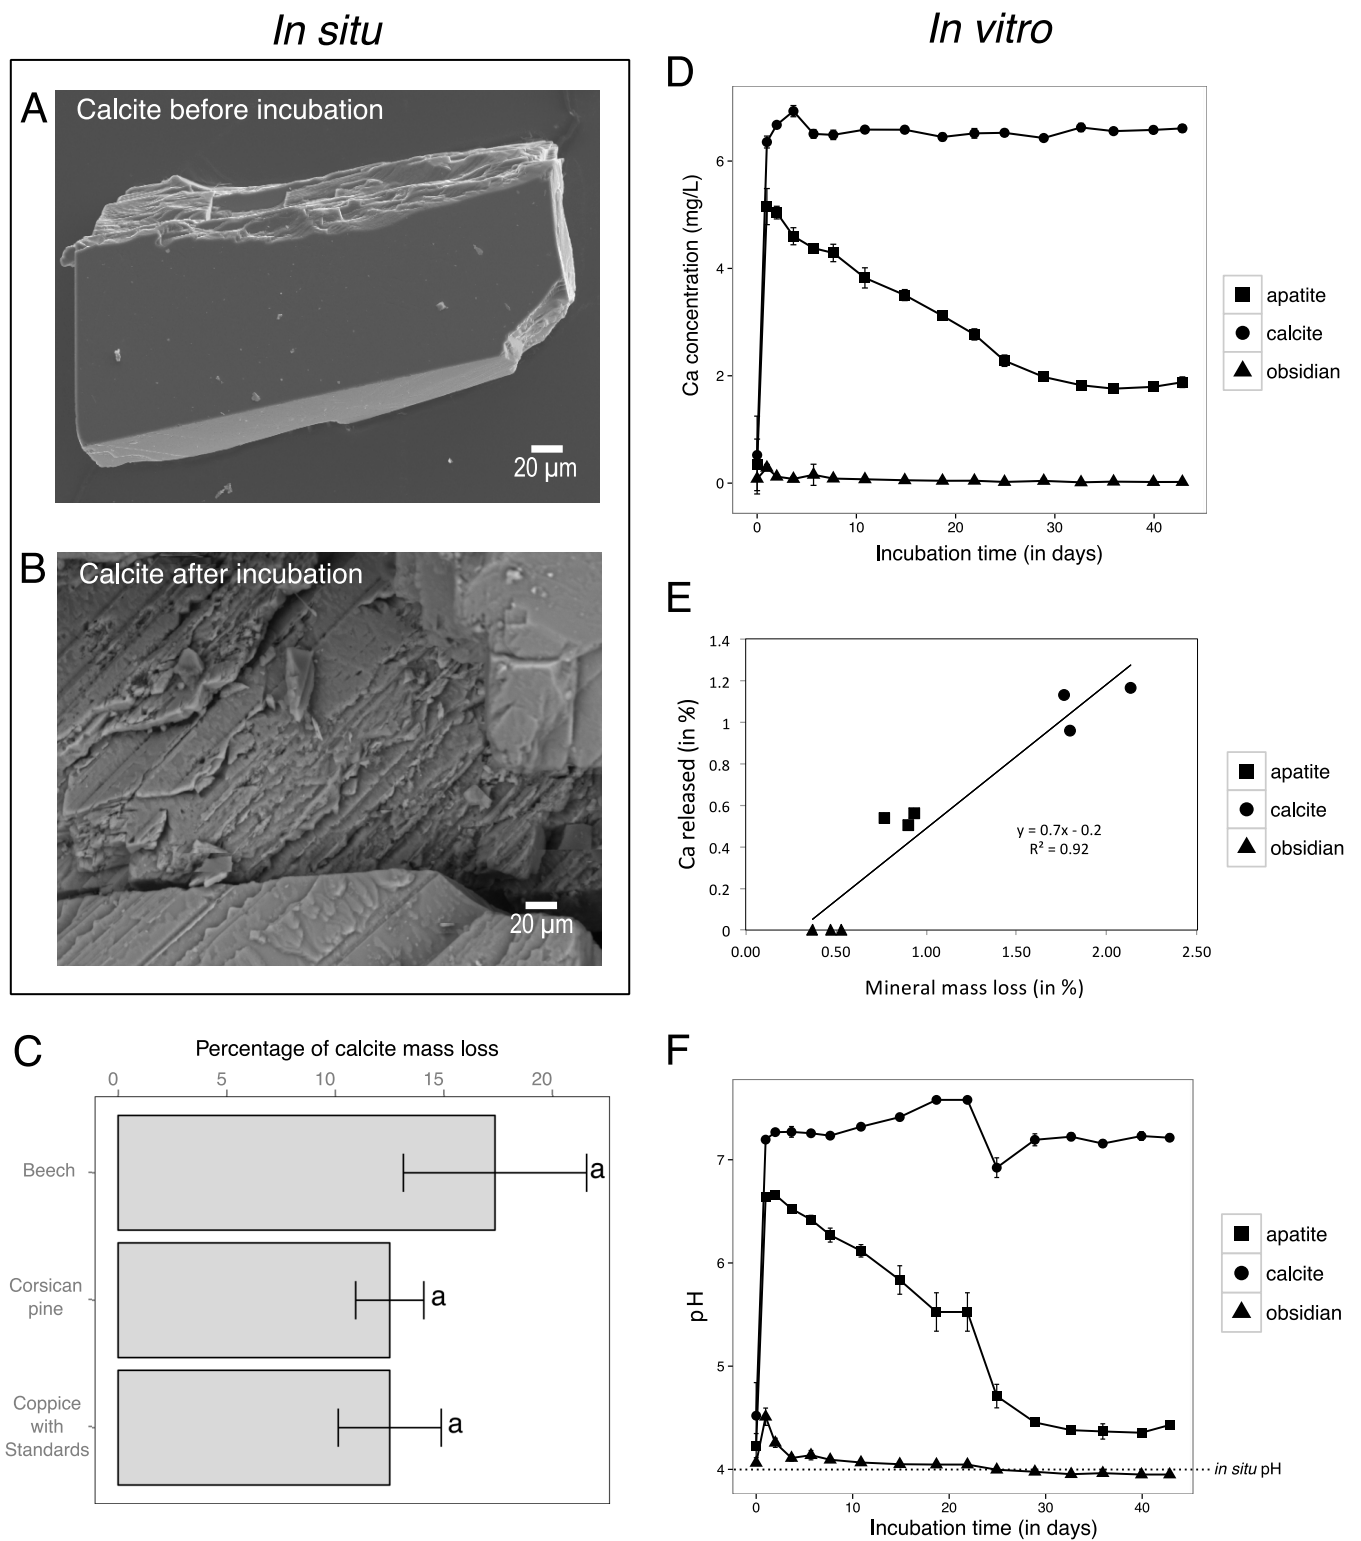 In situ
In vitro
A
Calcite before incubation
20 µm
B
Calcite after incubation
20 µm
C
Percentage of calcite mass loss
0 5 10 15 20
Beech
a
Corsican
pine
a
Coppice
with
Standards
a
D
Ca concentration (mg/L)
6
4
2
0
0 10 20 30 40
Incubation time (in days)
apatite
calcite
obsidian
E
Ca released (in %)
1.4
1.2
1
0.8
0.6
0.4
0.2
0
y = 0.7x - 0.2
R² = 0.92
0.00 0.50 1.00 1.50 2.00 2.50
Mineral mass loss (in %)
apatite
calcite
obsidian
F
pH
7
6
5
4
in situ pH
0 10 20 30 40
Incubation time (in days)
apatite
calcite
obsidian